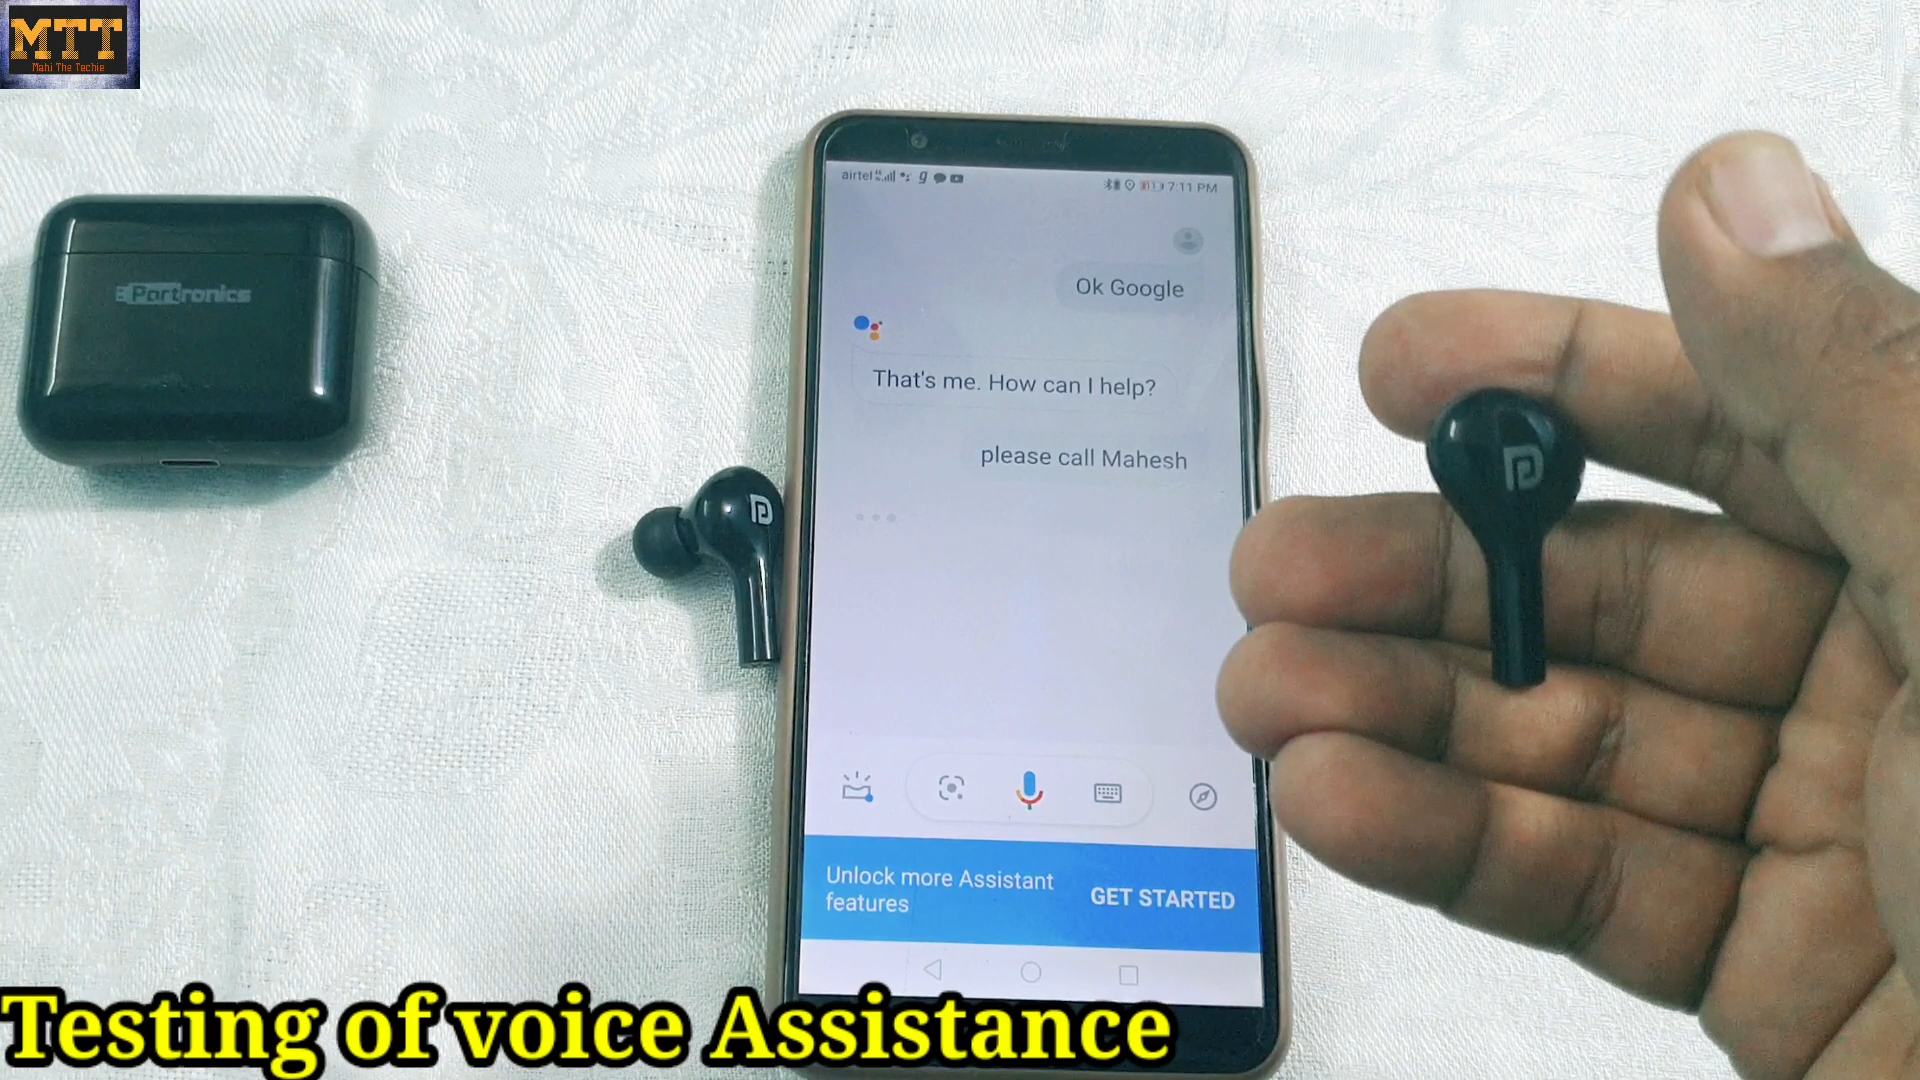 MTT
Mahi The Techie
Portronics
airtel
7:11 PM
Ok Google
That's me. How can I help?
please call Mahesh
Unlock more Assistant
features
GET STARTED
Testing of voice Assistance